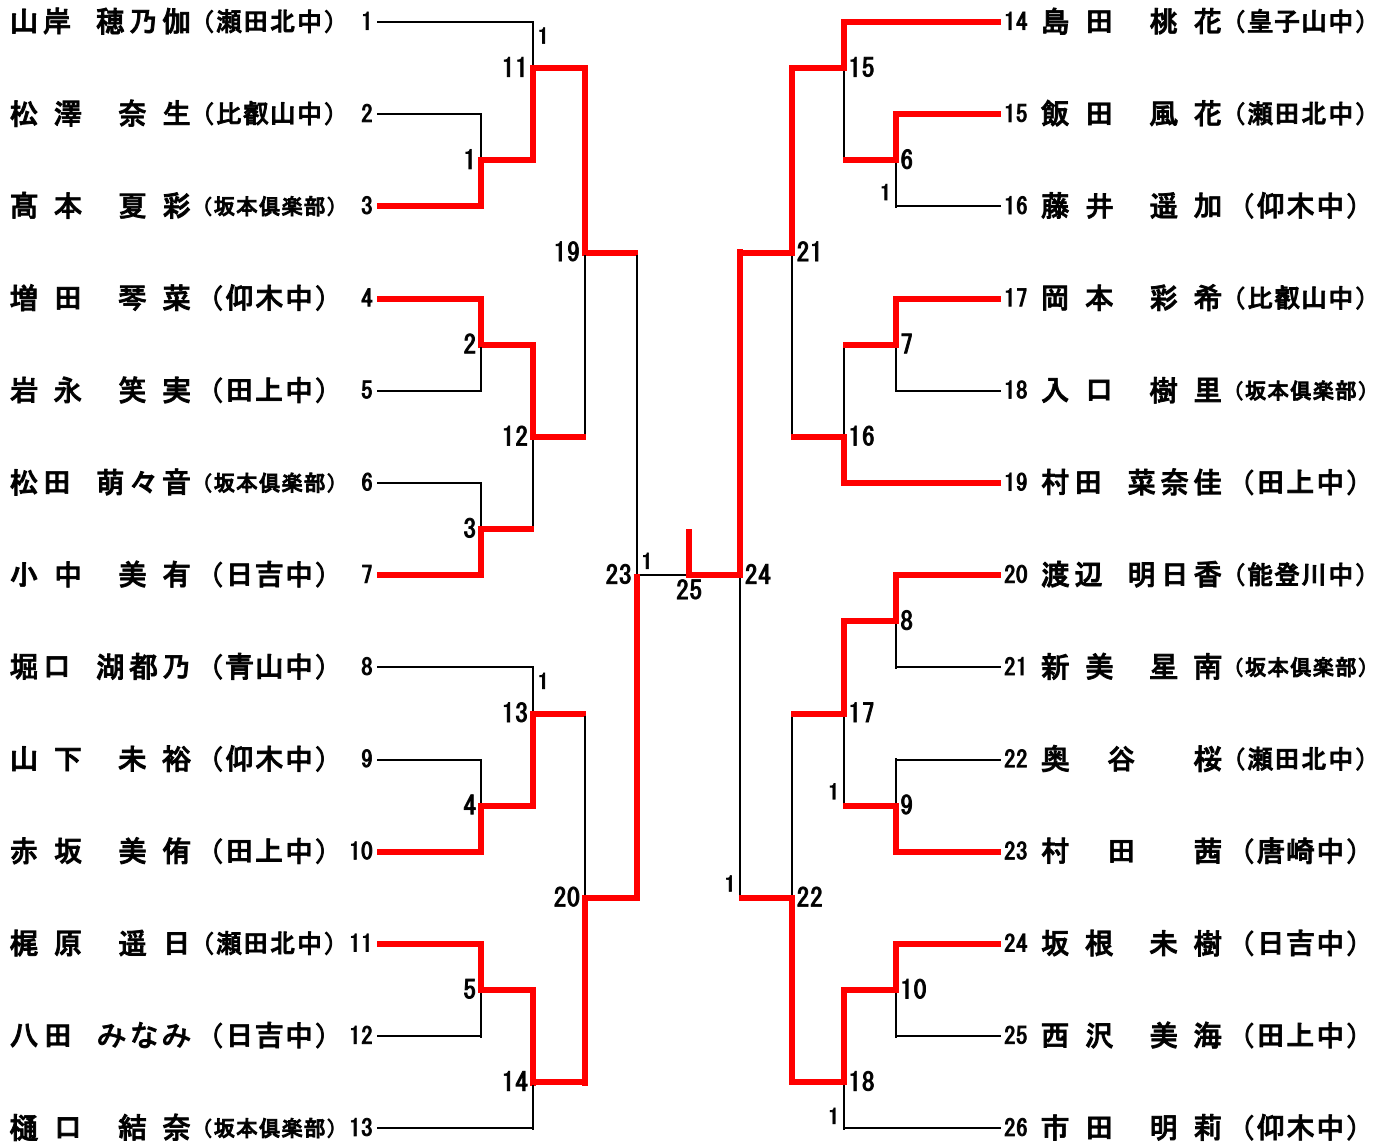 山岸 穂乃伽 (瀬田北中) 1
松澤 奈生 (比叡山中) 2
髙本 夏彩 (坂本倶楽部) 3
増田 琴菜 (仰木中) 4
岩永 笑実 (田上中) 5
松田 萌々音 (坂本倶楽部) 6
小中 美有 (日吉中) 7
堀口 湖都乃 (青山中) 8
山下 未裕 (仰木中) 9
赤坂 美侑 (田上中) 10
梶原 遥日 (瀬田北中) 11
八田 みなみ (日吉中) 12
樋口 結奈 (坂本倶楽部) 13
1
11
1
19
2
12
3
1
13
4
20
5
14
23
1
25
24
15
6
1
21
7
16
8
17
1
9
1
22
10
18
1
14 島田 桃花 (皇子山中)
15 飯田 風花 (瀬田北中)
16 藤井 遥加 (仰木中)
17 岡本 彩希 (比叡山中)
18 入口 樹里 (坂本倶楽部)
19 村田 菜奈佳 (田上中)
20 渡辺 明日香 (能登川中)
21 新美 星南 (坂本倶楽部)
22 奥谷 桜 (瀬田北中)
23 村田 茜 (唐崎中)
24 坂根 未樹 (日吉中)
25 西沢 美海 (田上中)
26 市田 明莉 (仰木中)